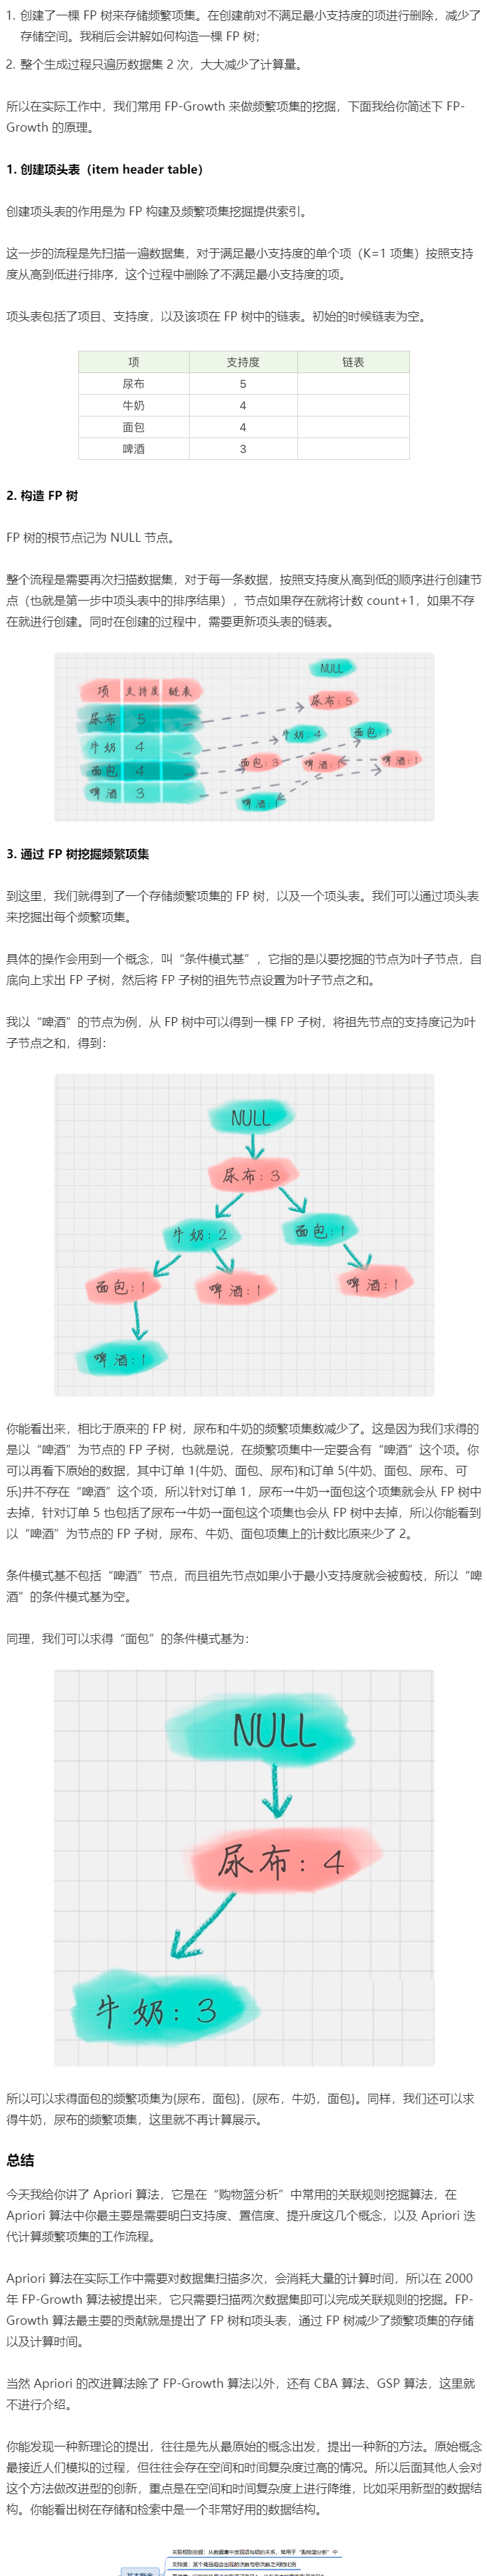 1. 创建了一棵 FP 树来存储频繁项集。在创建前对不满足最小支持度的项进行删除，减少了
存储空间。我稍后会讲解如何构造一棵 FP 树；
2. 整个生成过程只遍历数据集 2 次，大大减少了计算量。
所以在实际工作中，我们常用 FP-Growth 来做频繁项集的挖掘，下面我给你简述下 FP-
Growth 的原理。
1. 创建项头表（item header table）
创建项头表的作用是为 FP 构建及频繁项集挖掘提供索引。
这一步的流程是先扫描一遍数据集，对于满足最小支持度的单个项（K=1 项集）按照支持
度从高到低进行排序，这个过程中删除了不满足最小支持度的项。
项头表包括了项目、支持度，以及该项在 FP 树中的链表。初始的时候链表为空。
项 支持度 链表
尿布 5
牛奶 4
面包 4
啤酒 3
2. 构造 FP 树
FP 树的根节点记为 NULL 节点。
整个流程是需要再次扫描数据集，对于每一条数据，按照支持度从高到低的顺序进行创建节
点（也就是第一步中项头表中的排序结果），节点如果存在就将计数 count+1，如果不存
在就进行创建。同时在创建的过程中，需要更新项头表的链表。
NULL
项 支持度 链表
尿布：5
尿布 5
牛奶：4 面包：1
牛奶 4
面包：3 啤酒：1 啤酒：1
面包 4
啤酒 3
啤酒：1
3. 通过 FP 树挖掘频繁项集
到这里，我们就得到了一个存储频繁项集的 FP 树，以及一个项头表。我们可以通过项头表
来挖掘出每个频繁项集。
具体的操作会用到一个概念，叫“条件模式基”，它指的是以要挖掘的节点为叶子节点，自
底向上求出 FP 子树，然后将 FP 子树的祖先节点设置为叶子节点之和。
我以“啤酒”的节点为例，从 FP 树中可以得到一棵 FP 子树，将祖先节点的支持度记为叶
子节点之和，得到：
NULL
尿布：3
牛奶：2 面包：1
面包：1 啤酒：1 啤酒：1
啤酒：1
你能看出来，相比于原来的 FP 树，尿布和牛奶的频繁项集数减少了。这是因为我们求得的
是以“啤酒”为节点的 FP 子树，也就是说，在频繁项集中一定要含有“啤酒”这个项。你
可以再看下原始的数据，其中订单 1{牛奶、面包、尿布}和订单 5{牛奶、面包、尿布、可
乐}并不存在“啤酒”这个项，所以针对订单 1，尿布→牛奶→面包这个项集就会从 FP 树中
去掉，针对订单 5 也包括了尿布→牛奶→面包这个项集也会从 FP 树中去掉，所以你能看到
以“啤酒”为节点的 FP 子树，尿布、牛奶、面包项集上的计数比原来少了 2。
条件模式基不包括“啤酒”节点，而且祖先节点如果小于最小支持度就会被剪枝，所以“啤
酒”的条件模式基为空。
同理，我们可以求得“面包”的条件模式基为：
NULL
尿布：4
牛奶：3
所以可以求得面包的频繁项集为{尿布，面包}，{尿布，牛奶，面包}。同样，我们还可以求
得牛奶，尿布的频繁项集，这里就不再计算展示。
总结
今天我给你讲了 Apriori 算法，它是在“购物篮分析”中常用的关联规则挖掘算法，在
Apriori 算法中你最主要是需要明白支持度、置信度、提升度这几个概念，以及 Apriori 迭
代计算频繁项集的工作流程。
Apriori 算法在实际工作中需要对数据集扫描多次，会消耗大量的计算时间，所以在 2000
年 FP-Growth 算法被提出来，它只需要扫描两次数据集即可以完成关联规则的挖掘。FP-
Growth 算法最主要的贡献就是提出了 FP 树和项头表，通过 FP 树减少了频繁项集的存储
以及计算时间。
当然 Apriori 的改进算法除了 FP-Growth 算法以外，还有 CBA 算法、GSP 算法，这里就
不进行介绍。
你能发现一种新理论的提出，往往是先从最原始的概念出发，提出一种新的方法。原始概念
最接近人们模拟的过程，但往往会存在空间和时间复杂度过高的情况。所以后面其他人会对
这个方法做改进型的创新，重点是在空间和时间复杂度上进行降维，比如采用新型的数据结
构。你能看出树在存储和检索中是一个非常好用的数据结构。
关联规则挖掘：从数据集中发现项与项的关系，常用于“购物篮分析”中
支持度：某个商品组合出现的次数与总次数之间的比例